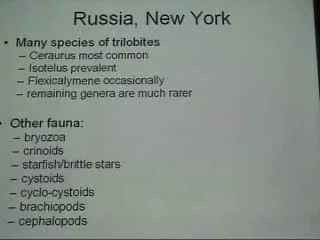 Russia, New York
• Many species of trilobites
– Ceraurus most common
– Isotelus prevalent
– Flexicalymene occasionally
– remaining genera are much rarer
• Other fauna:
– bryozoa
– crinoids
– starfish/brittle stars
– cystoids
– cyclo-cystoids
– brachiopods
– cephalopods